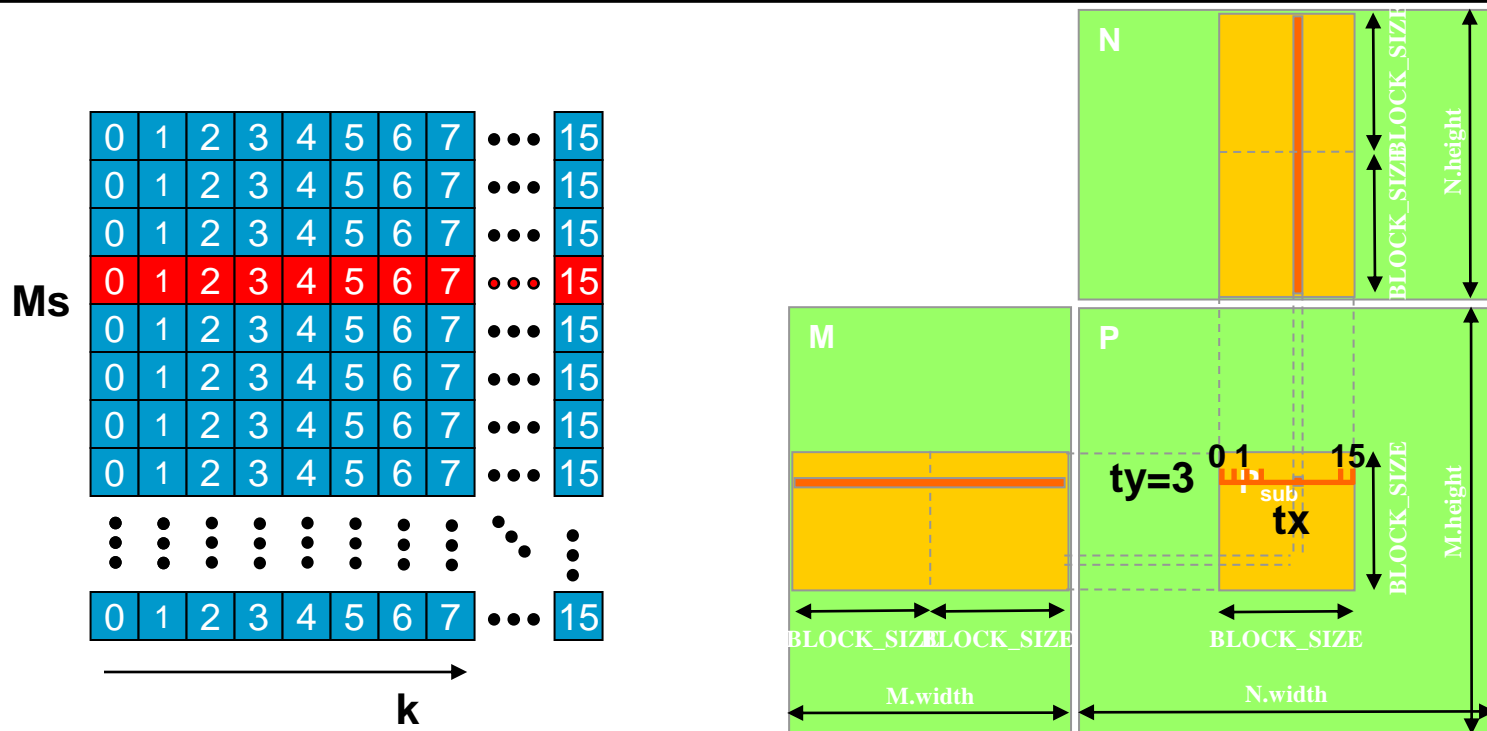 0 1 2 3 4 5 6 7 ••• 15
0 1 2 3 4 5 6 7 ••• 15
0 1 2 3 4 5 6 7 ••• 15
Ms 0 1 2 3 4 5 6 7 ••• 15
0 1 2 3 4 5 6 7 ••• 15
0 1 2 3 4 5 6 7 ••• 15
0 1 2 3 4 5 6 7 ••• 15
0 1 2 3 4 5 6 7 ••• 15
0 1 2 3 4 5 6 7 ••• 15
k
N
BLOCK_SIZE
BLOCK_SIZE
N.height
M
BLOCK_SIZE
BLOCK_SIZE
M.width
P
0 1 15
ty=3
Psub
tx
BLOCK_SIZE
BLOCK_SIZE
M.height
N.width